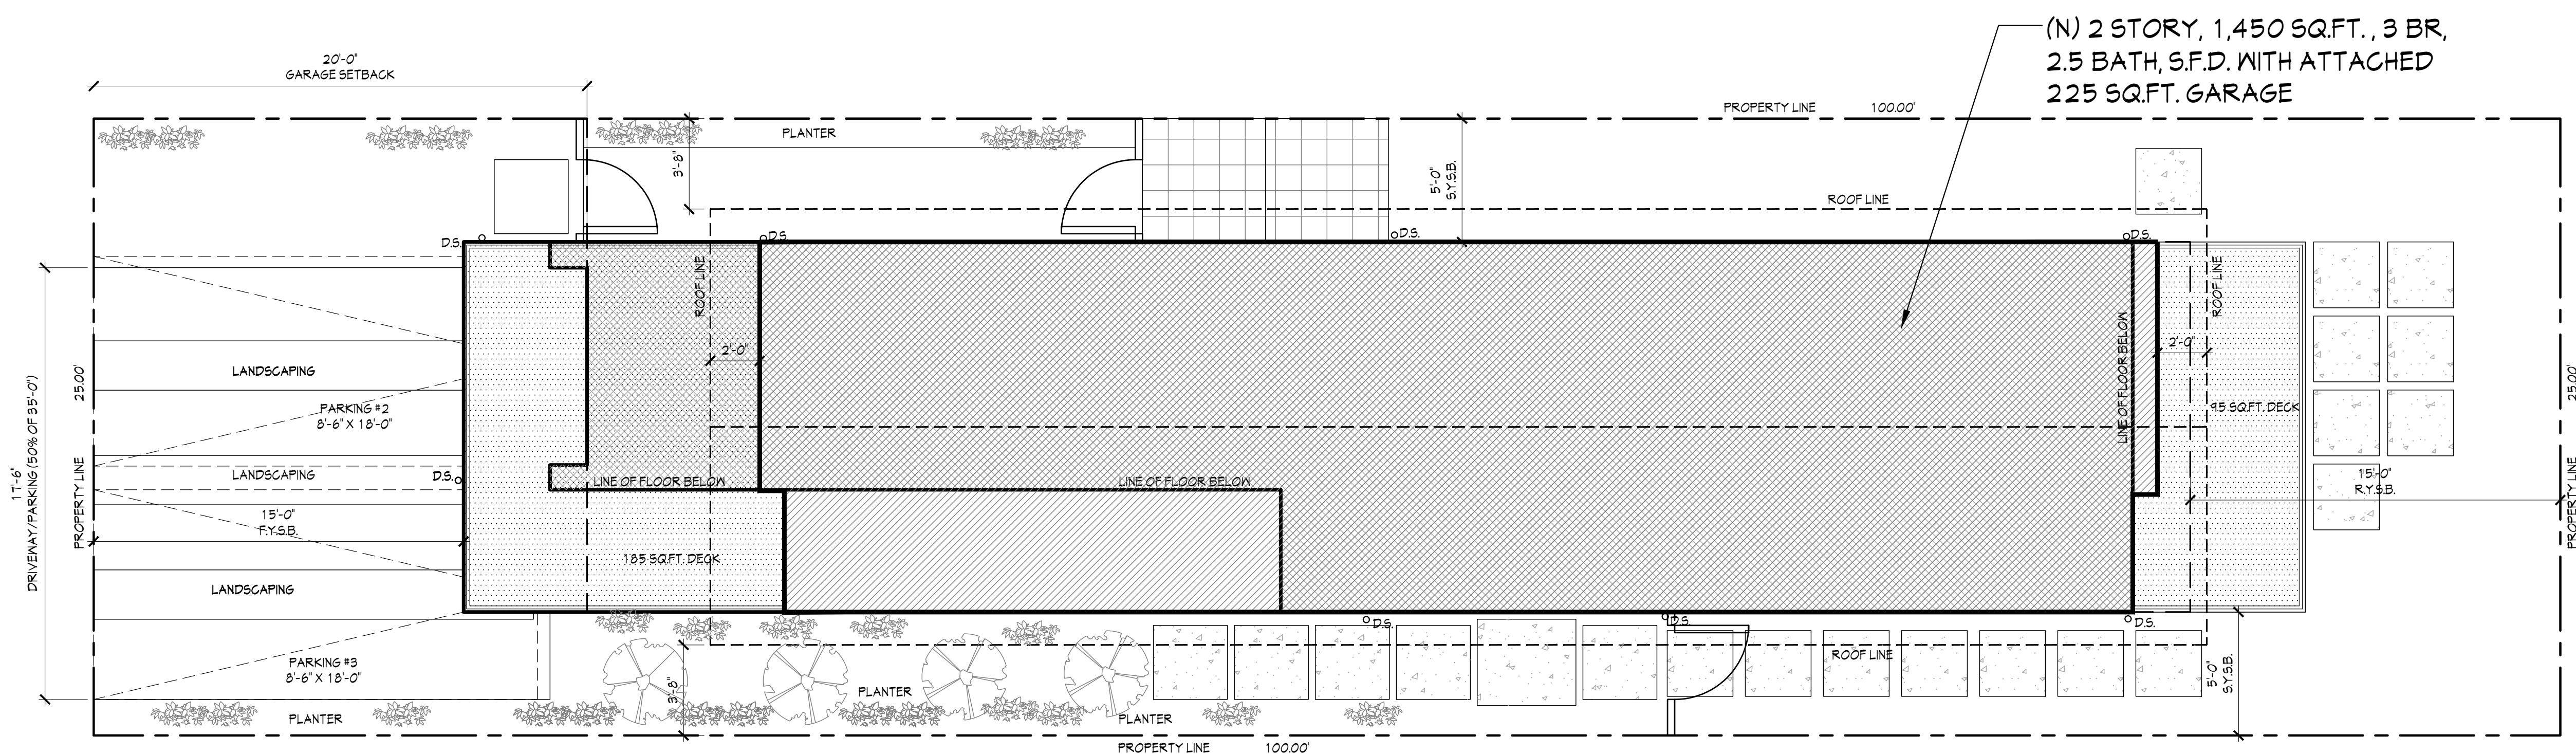 (N) 2 STORY, 1,450 SQ.FT. , 3 BR,
2.5 BATH, S.F.D. WITH ATTACHED
225 SQ.FT. GARAGE
20'-0"
GARAGE SETBACK
PROPERTY LINE 100.00'
PLANTER
3'-8"
5'-0"
S.Y.S.B.
ROOF LINE
D.S.
D.S.
D.S.
D.S.
ROOF LINE
ROOF LINE
2'-0"
2'-0"
LINE OF FLOOR BELOW
95 SQ.FT. DECK
LANDSCAPING
PARKING #2
8'-6" X 18'-0"
25.00'
PROPERTY LINE
17'-6"
DRIVEWAY/PARKING (50% OF 35'-0")
LANDSCAPING
D.S.
LINE OF FLOOR BELOW
LINE OF FLOOR BELOW
15'-0"
R.Y.S.B.
25.00'
PROPERTY LINE
15'-0"
F.Y.S.B.
185 SQ.FT. DECK
LANDSCAPING
D.S.
D.S.
D.S.
ROOF LINE
PARKING #3
8'-6" X 18'-0"
3'-8"
5'-0"
S.Y.S.B.
PLANTER
PLANTER
PLANTER
PROPERTY LINE 100.00'